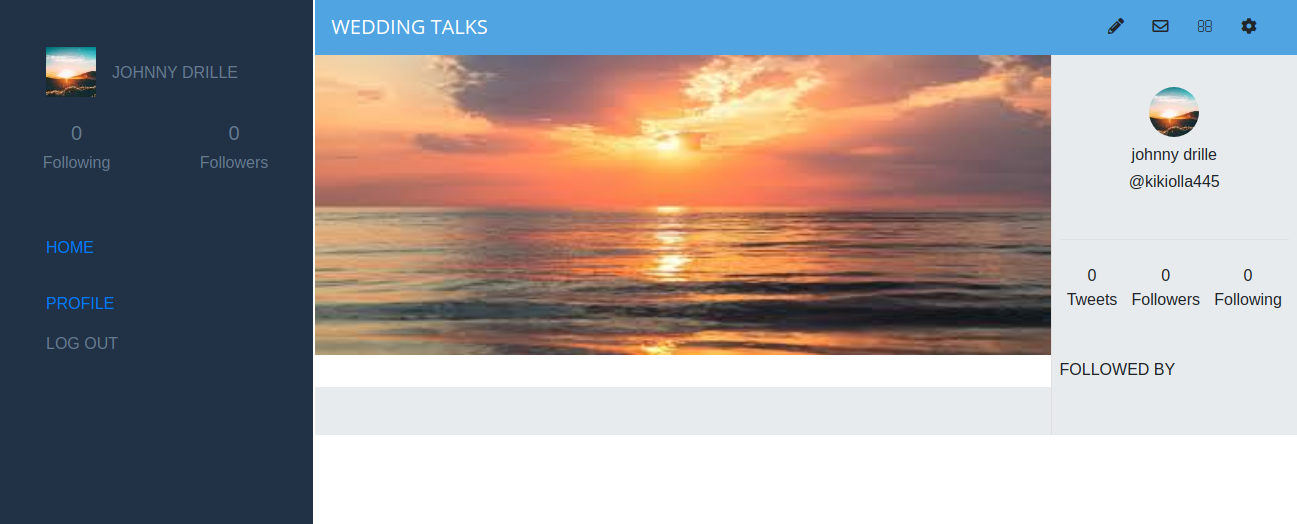 JOHNNY DRILLE
0 0
Following Followers
HOME
PROFILE
LOG OUT
WEDDING TALKS
johnny drille
@kikiolla445
0 0 0
Tweets Followers Following
FOLLOWED BY